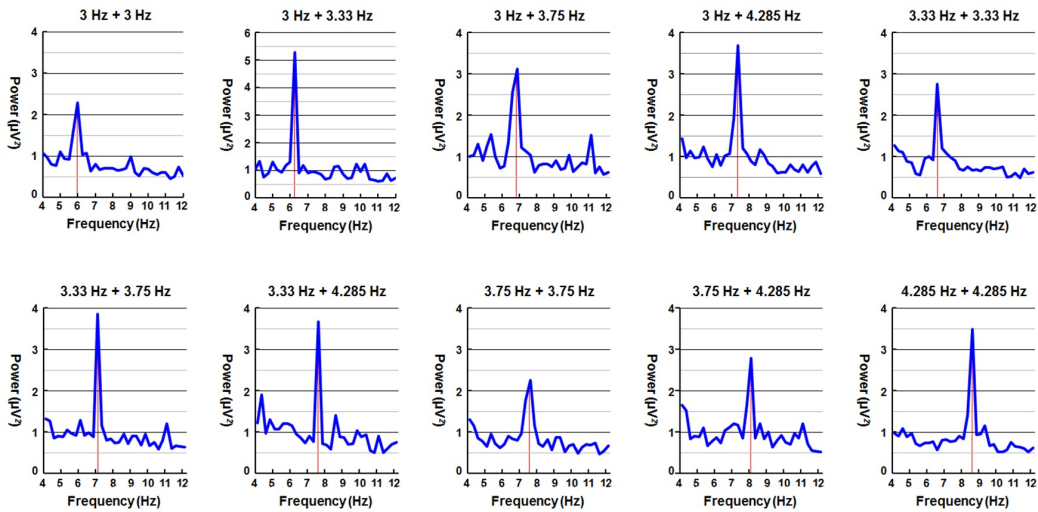 3 Hz + 3 Hz
3 Hz + 3.33 Hz
3 Hz + 3.75 Hz
3 Hz + 4.285 Hz
3.33 Hz + 3.33 Hz
Power (μV²)
4
3
2
1
0
4 5 6 7 8 9 10 11 12
Frequency (Hz)
Power (μV²)
6
5
4
3
2
1
0
4 5 6 7 8 9 10 11 12
Frequency (Hz)
Power (μV²)
4
3
2
1
0
4 5 6 7 8 9 10 11 12
Frequency (Hz)
Power (μV²)
4
3
2
1
0
4 5 6 7 8 9 10 11 12
Frequency (Hz)
Power (μV²)
4
3
2
1
0
4 5 6 7 8 9 10 11 12
Frequency (Hz)
3.33 Hz + 3.75 Hz
3.33 Hz + 4.285 Hz
3.75 Hz + 3.75 Hz
3.75 Hz + 4.285 Hz
4.285 Hz + 4.285 Hz
Power (μV²)
4
3
2
1
0
4 5 6 7 8 9 10 11 12
Frequency (Hz)
Power (μV²)
4
3
2
1
0
4 5 6 7 8 9 10 11 12
Frequency (Hz)
Power (μV²)
4
3
2
1
0
4 5 6 7 8 9 10 11 12
Frequency (Hz)
Power (μV²)
4
3
2
1
0
4 5 6 7 8 9 10 11 12
Frequency (Hz)
Power (μV²)
4
3
2
1
0
4 5 6 7 8 9 10 11 12
Frequency (Hz)